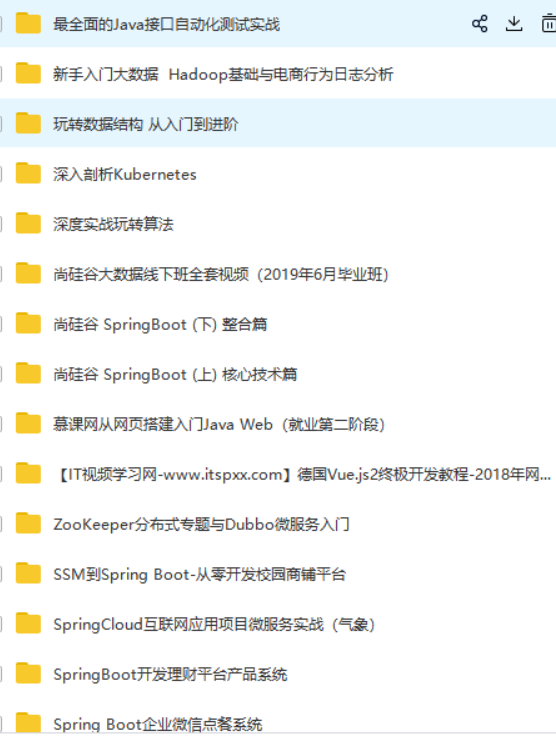 最全面的Java接口自动化测试实战
新手入门大数据 Hadoop基础与电商行为日志分析
玩转数据结构 从入门到进阶
深入剖析Kubernetes
深度实战玩转算法
尚硅谷大数据线下班全套视频（2019年6月毕业班）
尚硅谷 SpringBoot (下) 整合篇
尚硅谷 SpringBoot (上) 核心技术篇
慕课网从网页搭建入门Java Web（就业第二阶段）
【IT视频学习网-www.itspxx.com】德国Vue.js2终极开发教程-2018年网...
ZooKeeper分布式专题与Dubbo微服务入门
SSM到Spring Boot-从零开发校园商铺平台
SpringCloud互联网应用项目微服务实战（气象）
SpringBoot开发理财平台产品系统
Spring Boot企业微信点餐系统